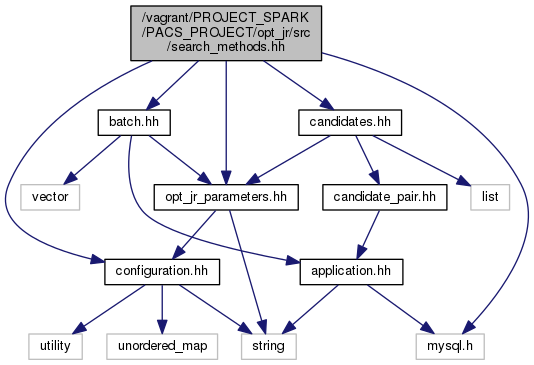 /vagrant/PROJECT_SPARK
/PACS_PROJECT/opt_jr/src
/search_methods.hh
batch.hh
candidates.hh
vector
opt_jr_parameters.hh
candidate_pair.hh
list
configuration.hh
application.hh
utility
unordered_map
string
mysql.h